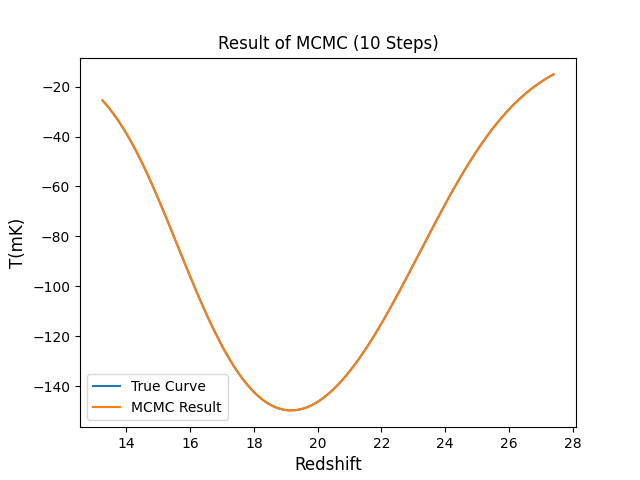 Result of MCMC (10 Steps)
−20
−40
−60
−80
−100
−120
−140
T(mK)
True Curve
MCMC Result
14 16 18 20 22 24 26 28
Redshift